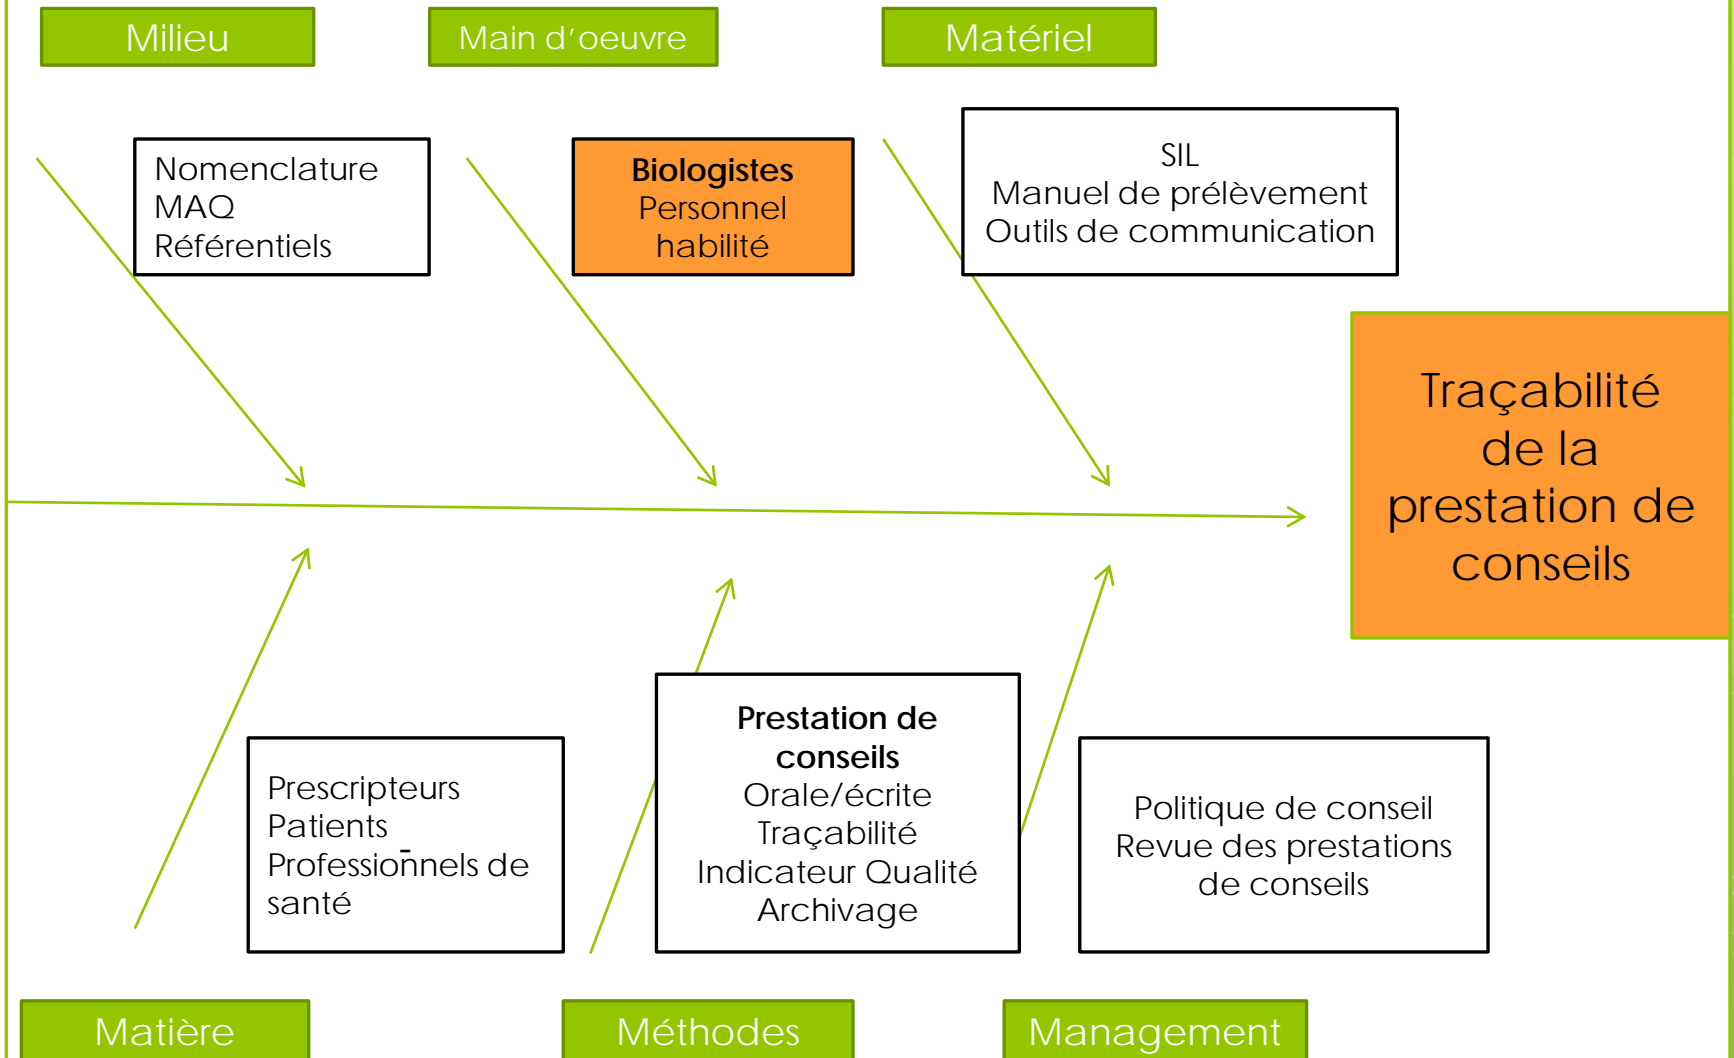 Milieu
Main d'oeuvre
Matériel
Nomenclature
MAQ
Référentiels
Biologistes
Personnel
habilité
SIL
Manuel de prélèvement
Outils de communication
Traçabilité
de la
prestation de
conseils
Prescripteurs
Patients
Professionnels de
santé
Prestation de
conseils
Orale/écrite
Traçabilité
Indicateur Qualité
Archivage
Politique de conseil
Revue des prestations
de conseils
Matière
Méthodes
Management